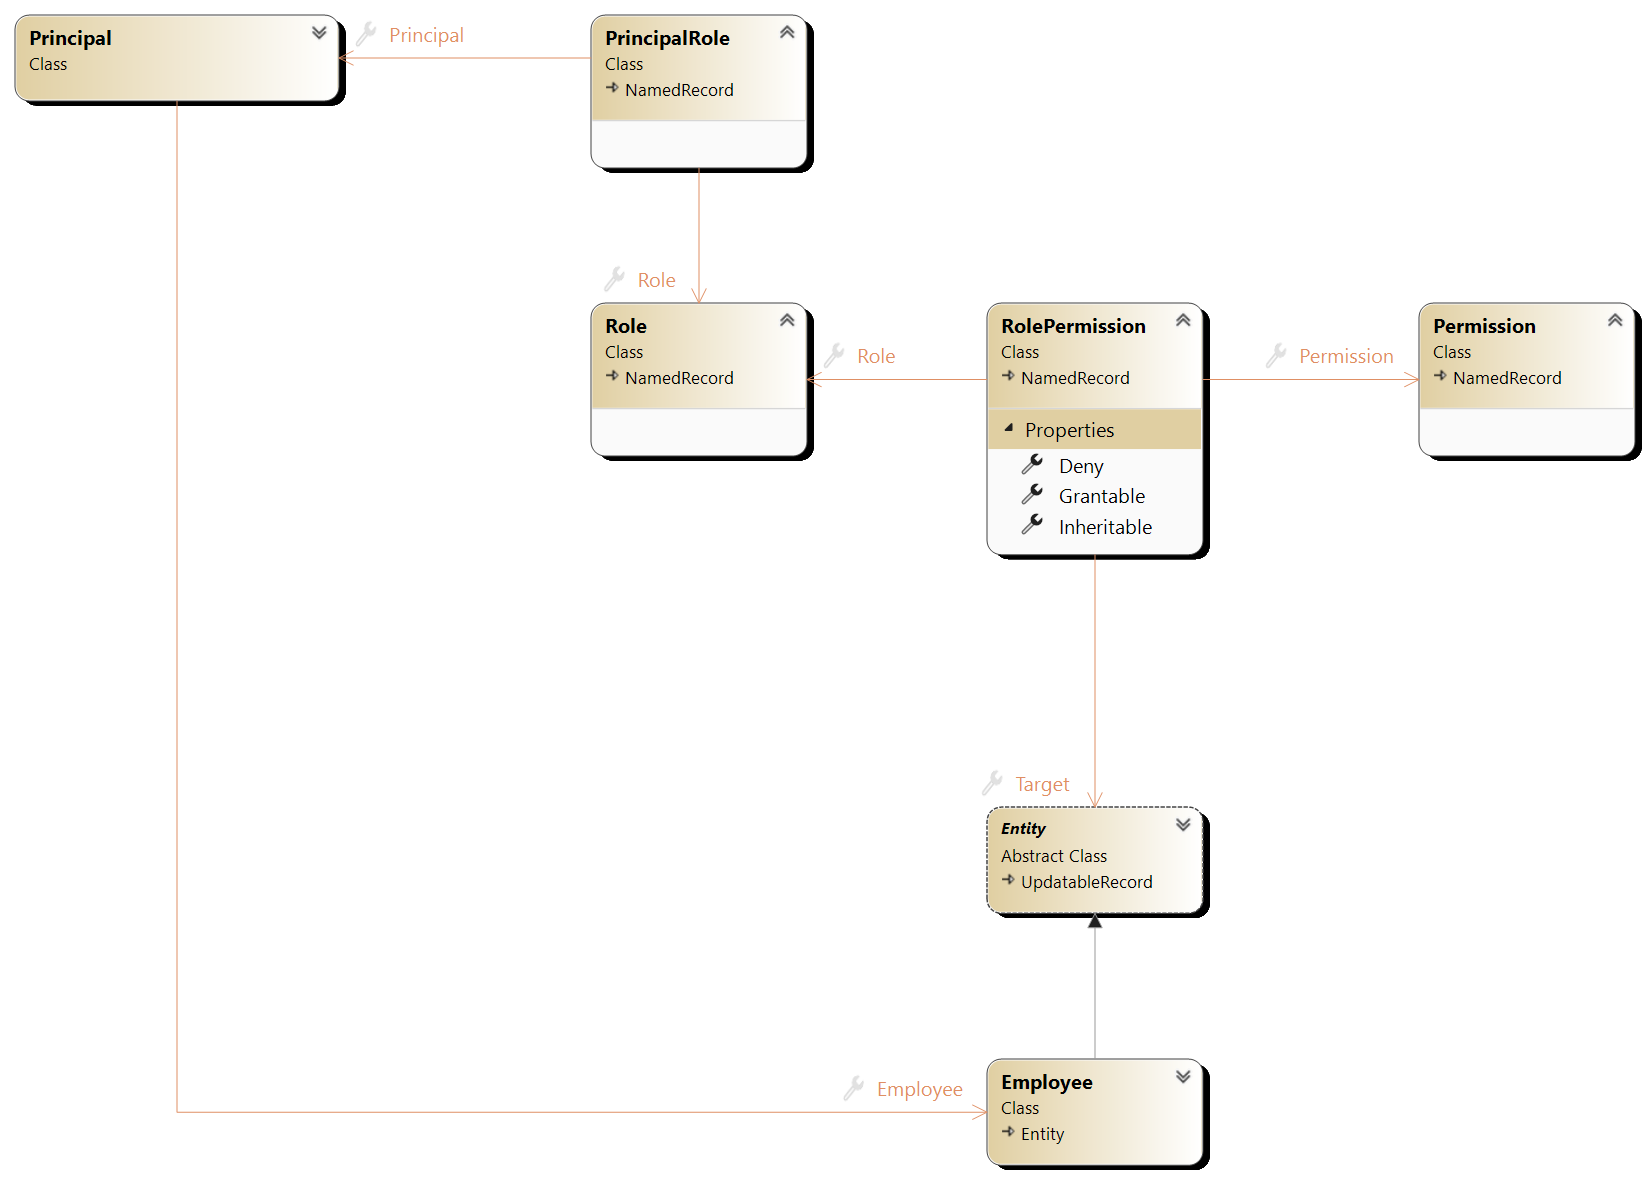 Principal
Class
Principal
PrincipalRole
Class
NamedRecord
Role
Role
Class
NamedRecord
Role
RolePermission
Class
NamedRecord
Properties
Deny
Grantable
Inheritable
Permission
Permission
Class
NamedRecord
Target
Entity
Abstract Class
UpdatableRecord
Employee
Employee
Class
Entity